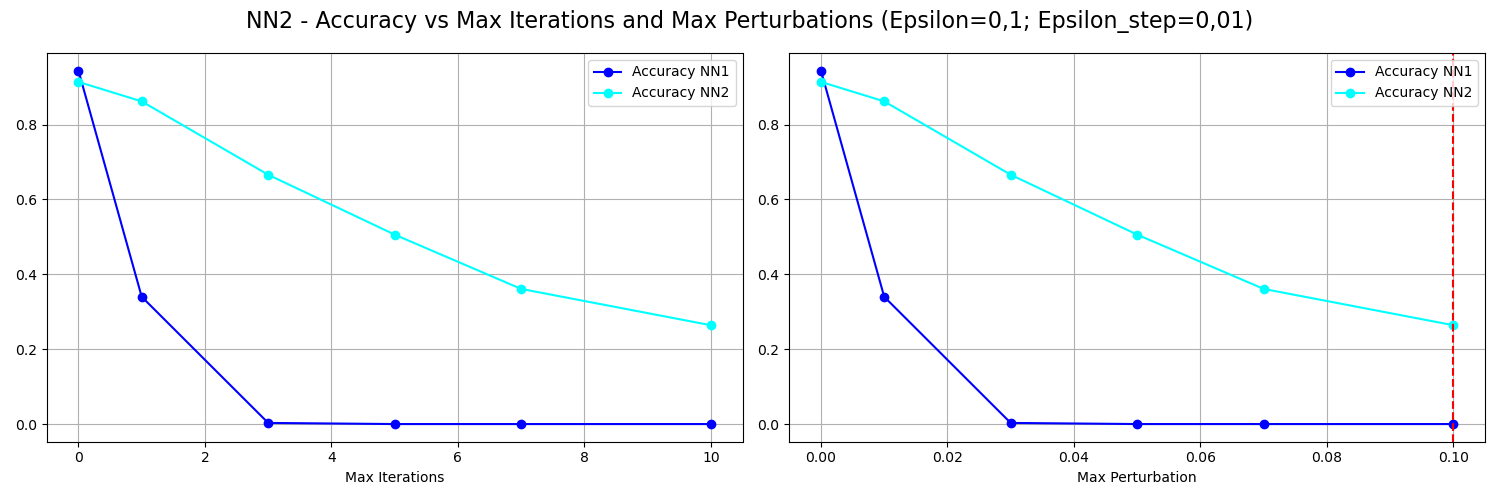 NN2 - Accuracy vs Max Iterations and Max Perturbations (Epsilon=0,1; Epsilon_step=0,01)
Accuracy NN1
Accuracy NN2
0.8
0.6
0.4
0.2
0.0
0 2 4 6 8 10
Max Iterations
Accuracy NN1
Accuracy NN2
0.8
0.6
0.4
0.2
0.0
0.00 0.02 0.04 0.06 0.08 0.10
Max Perturbation